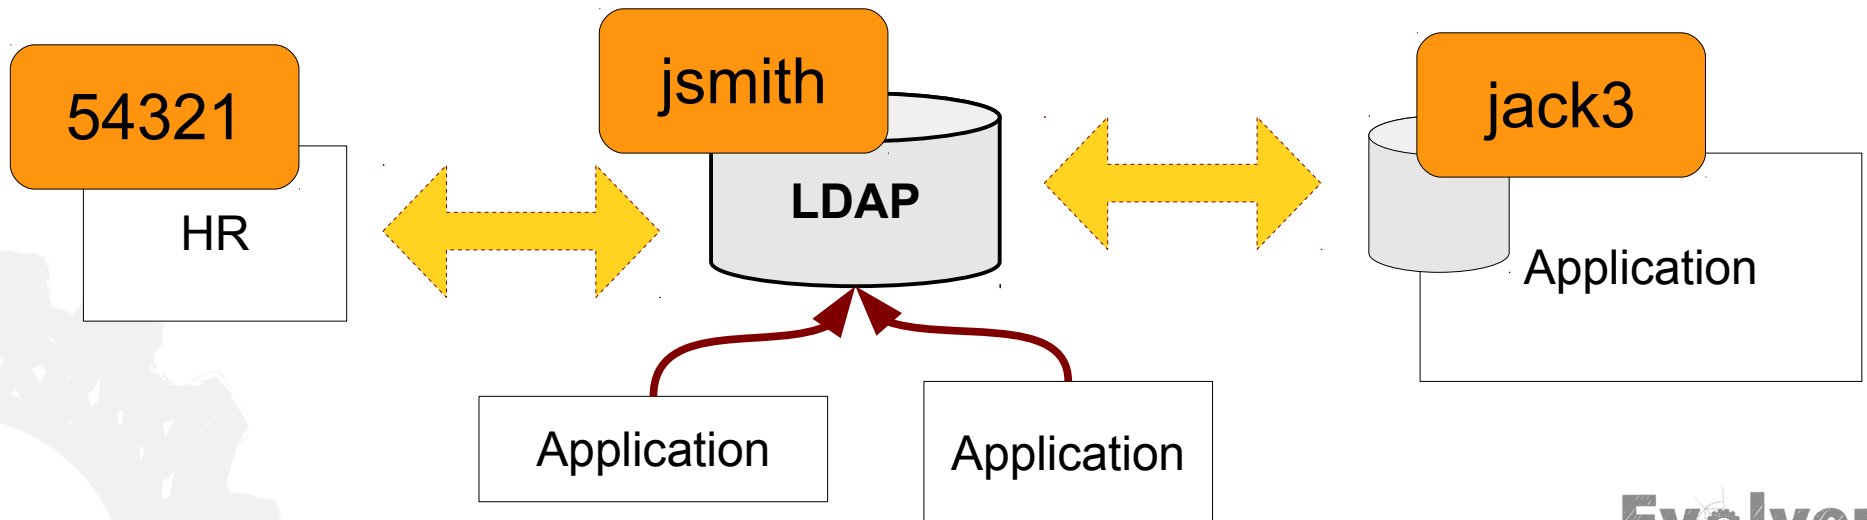 54321
HR
jsmith
LDAP
jack3
Application
Application
Application